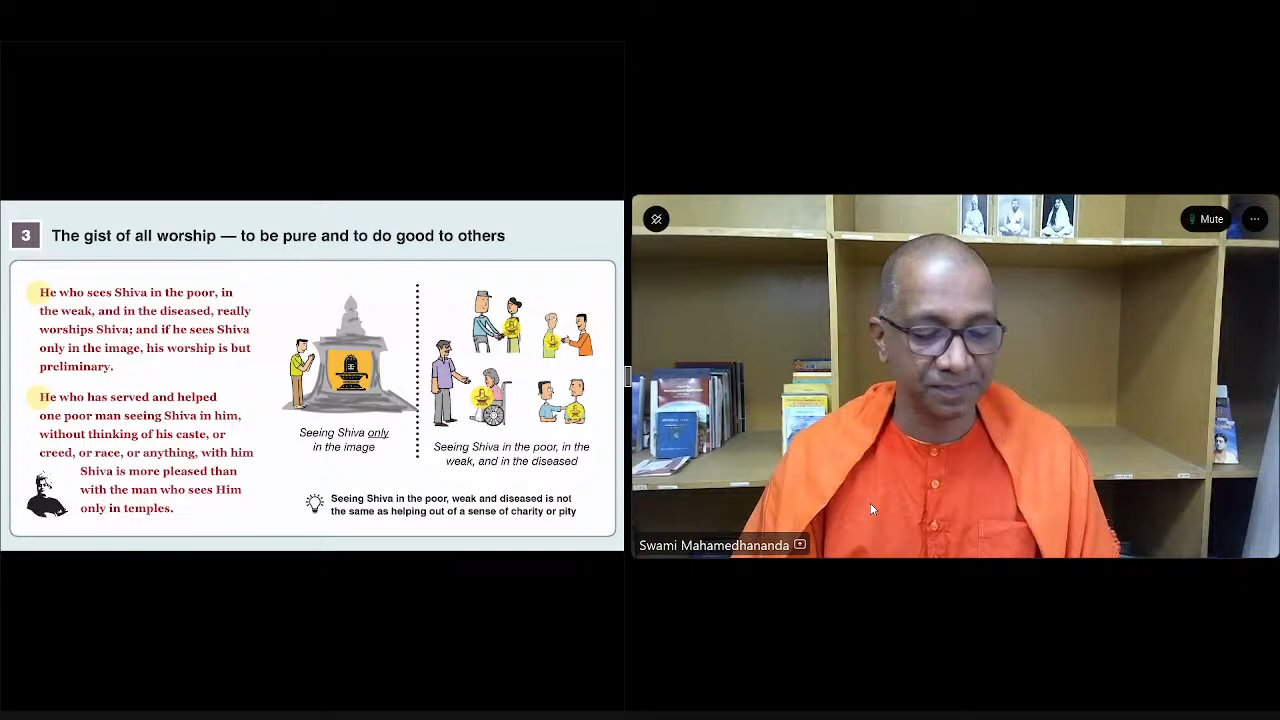 3
The gist of all worship — to be pure and to do good to others
He who sees Shiva in the poor, in
the weak, and in the diseased, really
worships Shiva; and if he sees Shiva
only in the image, his worship is but
preliminary.
He who has served and helped
one poor man seeing Shiva in him,
without thinking of his caste, or
creed, or race, or anything, with him
Shiva is more pleased than
with the man who sees Him
only in temples.
Seeing Shiva only
in the image
Seeing Shiva in the poor, in the
weak, and in the diseased
Seeing Shiva in the poor, weak and diseased is not
the same as helping out of a sense of charity or pity
Mute
Swami Mahamedhananda